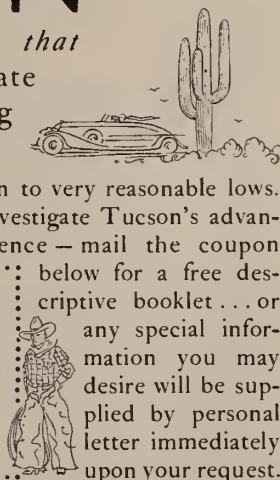 that
ate
g
n to very reasonable lows.
vestigate Tucson's advan-
ence — mail the coupon
below for a free des-
criptive booklet ... or
any special infor-
mation you may
desire will be sup-
plied by personal
letter immediately
upon your request.